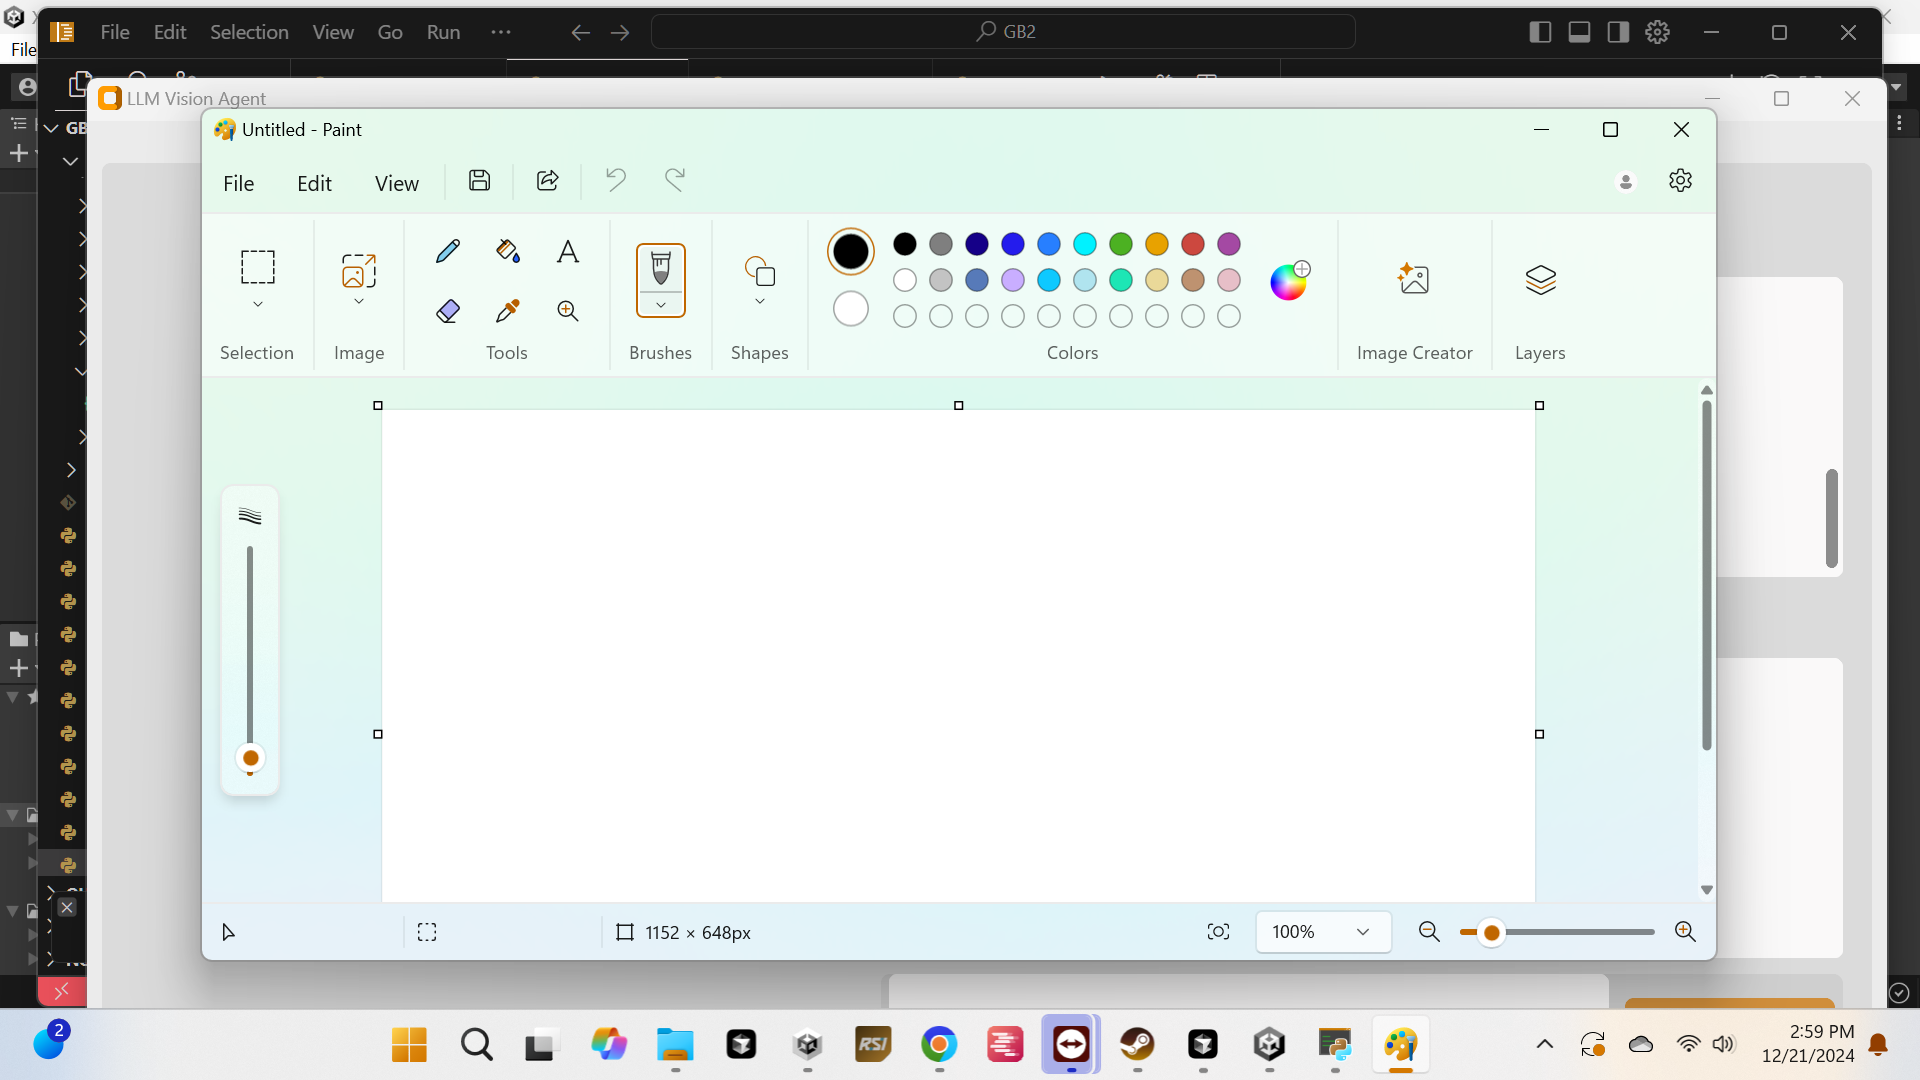 File Edit Selection View Go Run ··· GB2
File
LLM Vision Agent
GB
Untitled - Paint
File Edit View
Selection Image Tools Brushes Shapes Colors Image Creator Layers
1152 × 648px 100%
2 RSI 2:59 PM
12/21/2024